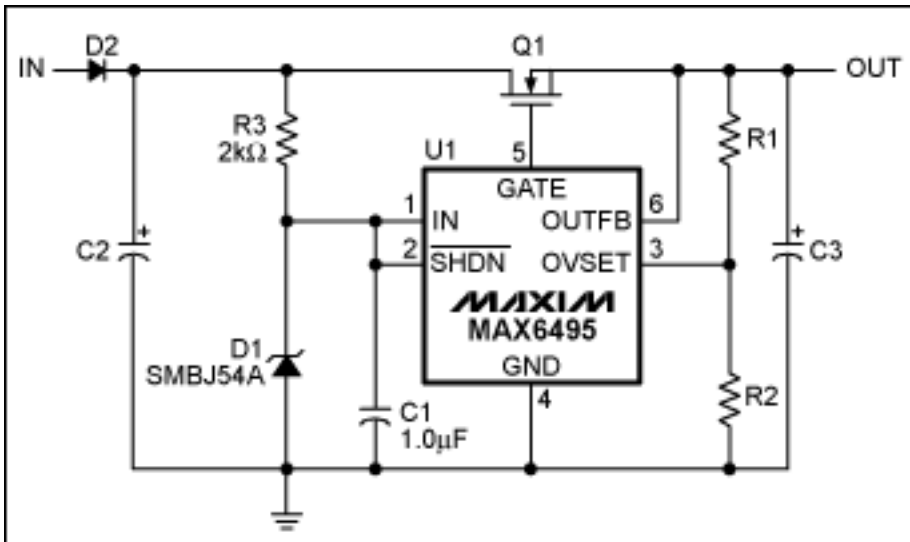 D2
Q1
IN
OUT
R3
2kΩ
U1
5
R1
GATE
1
IN
OUTFB
6
C2
2
SHDN
OVSET
3
C3
MAXIM
MAX6495
D1
SMBJ54A
GND
4
R2
C1
1.0µF
+
+